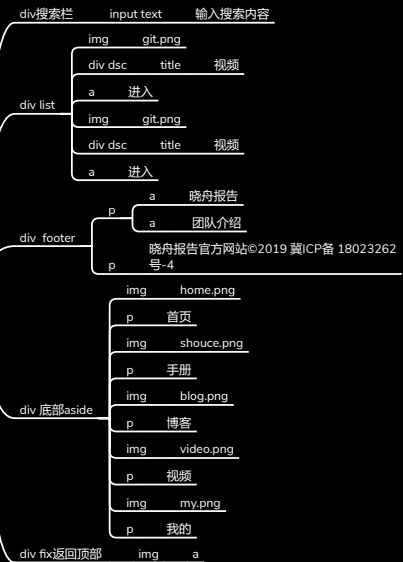 div搜索栏 input text 输入搜索内容
img git.png
div dsc title 视频
div list
a 进入
img git.png
div dsc title 视频
a 进入
a 晓舟报告
p
a 团队介绍
div footer
晓舟报告官方网站©2019 冀ICP备 18023262
号-4
p
img home.png
p 首页
img shouce.png
p 手册
img blog.png
div 底部aside
p 博客
img video.png
p 视频
img my.png
p 我的
div fix返回顶部 img a